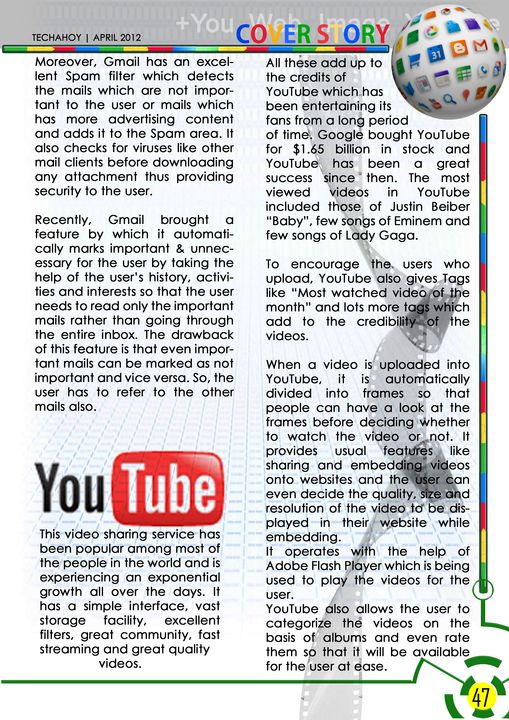 +You Web Image
TECHAHOY | APRIL 2012
COVER STORY
Moreover, Gmail has an excel-
lent Spam filter which detects
the mails which are not impor-
tant to the user or mails which
has more advertising content
and adds it to the Spam area. It
also checks for viruses like other
mail clients before downloading
any attachment thus providing
security to the user.
Recently, Gmail brought a
feature by which it automati-
cally marks important & unnec-
essary for the user by taking the
help of the user's history, activi-
ties and interests so that the user
needs to read only the important
mails rather than going through
the entire inbox. The drawback
of this feature is that even impor-
tant mails can be marked as not
important and vice versa. So, the
user has to refer to the other
mails also.
You Tube
This video sharing service has
been popular among most of
the people in the world and is
experiencing an exponential
growth all over the days. It
has a simple interface, vast
storage facility, excellent
filters, great community, fast
streaming and great quality
videos.
All these add up to
the credits of
YouTube which has
been entertaining its
fans from a long period
of time. Google bought YouTube
for $1.65 billion in stock and
YouTube has been a great
success since then. The most
viewed videos in YouTube
included those of Justin Beiber
"Baby", few songs of Eminem and
few songs of Lady Gaga.
To encourage the users who
upload, YouTube also gives Tags
like "Most watched video of the
month" and lots more tags which
add to the credibility of the
videos.
When a video is uploaded into
YouTube, it is automatically
divided into frames so that
people can have a look at the
frames before deciding whether
to watch the video or not. It
provides usual features like
sharing and embedding videos
onto websites and the user can
even decide the quality, size and
resolution of the video to be dis-
played in their website while
embedding.
It operates with the help of
Adobe Flash Player which is being
used to play the videos for the
user.
YouTube also allows the user to
categorize the videos on the
basis of albums and even rate
them so that it will be available
for the user at ease.
47